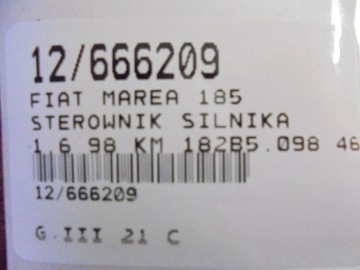 12/666209
FIAT MAREA 185
STEROWNIK SILNIKA
1.6 98 KM 182B5.098 46
12/666209
G.III 21 C